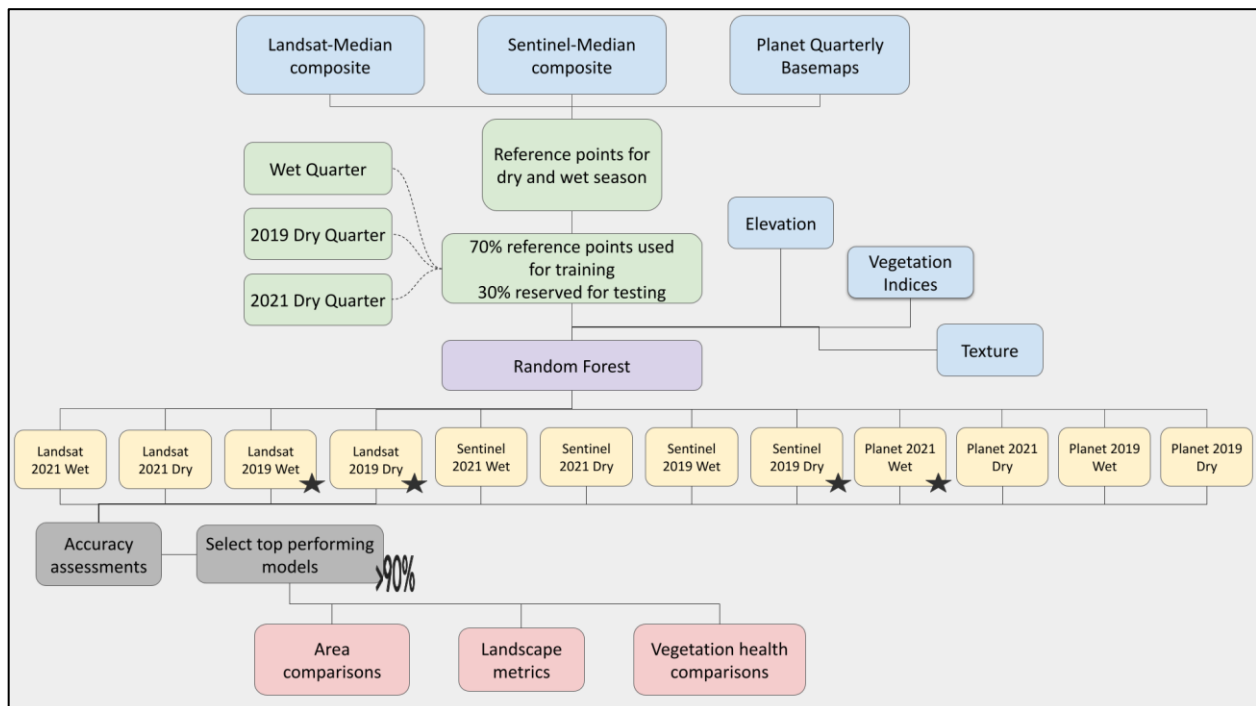 Landsat-Median
composite
Sentinel-Median
composite
Planet Quarterly
Basemaps
Reference points for
dry and wet season
Wet Quarter
2019 Dry Quarter
2021 Dry Quarter
70% reference points used
for training
30% reserved for testing
Elevation
Vegetation
Indices
Texture
Random Forest
Landsat
2021 Wet
Landsat
2021 Dry
Landsat
2019 Wet
Landsat
2019 Dry
Sentinel
2021 Wet
Sentinel
2021 Dry
Sentinel
2019 Wet
Sentinel
2019 Dry
Planet 2021
Wet
Planet 2021
Dry
Planet 2019
Wet
Planet 2019
Dry
Accuracy
assessments
Select top performing
models
>90%
Area
comparisons
Landscape
metrics
Vegetation health
comparisons